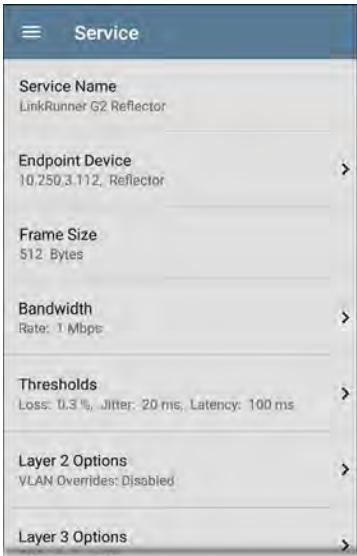 Service
Service Name
LinkRunner G2 Reflector
Endpoint Device
10.250.3.112, Reflector
Frame Size
512 Bytes
Bandwidth
Rate: 1 Mbps
Thresholds
Loss: 0.3 %, Jitter: 20 ms, Latency: 100 ms
Layer 2 Options
VLAN Overrides: Disabled
Layer 3 Options